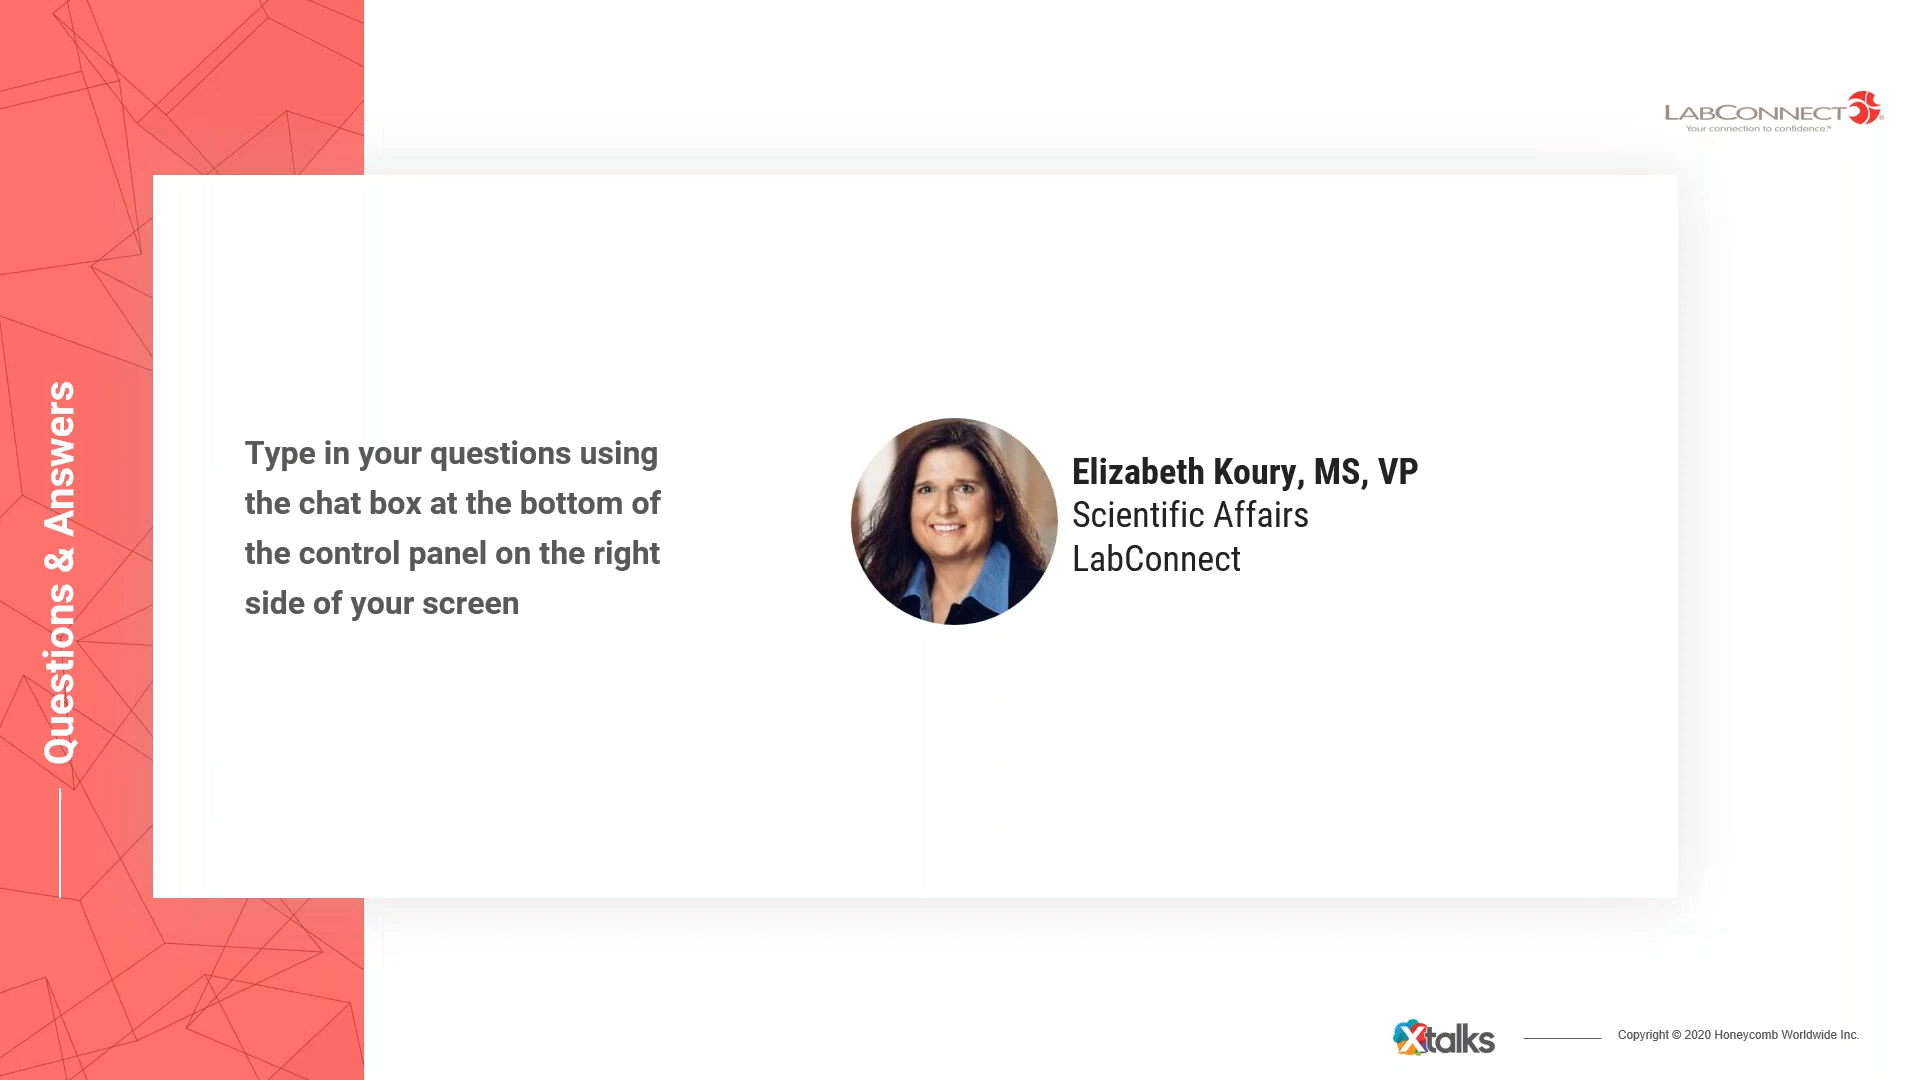 LABCONNECT
Your connection to confidence.™
Questions & Answers
Type in your questions using
the chat box at the bottom of
the control panel on the right
side of your screen
Elizabeth Koury, MS, VP
Scientific Affairs
LabConnect
Xtalks
Copyright © 2020 Honeycomb Worldwide Inc.